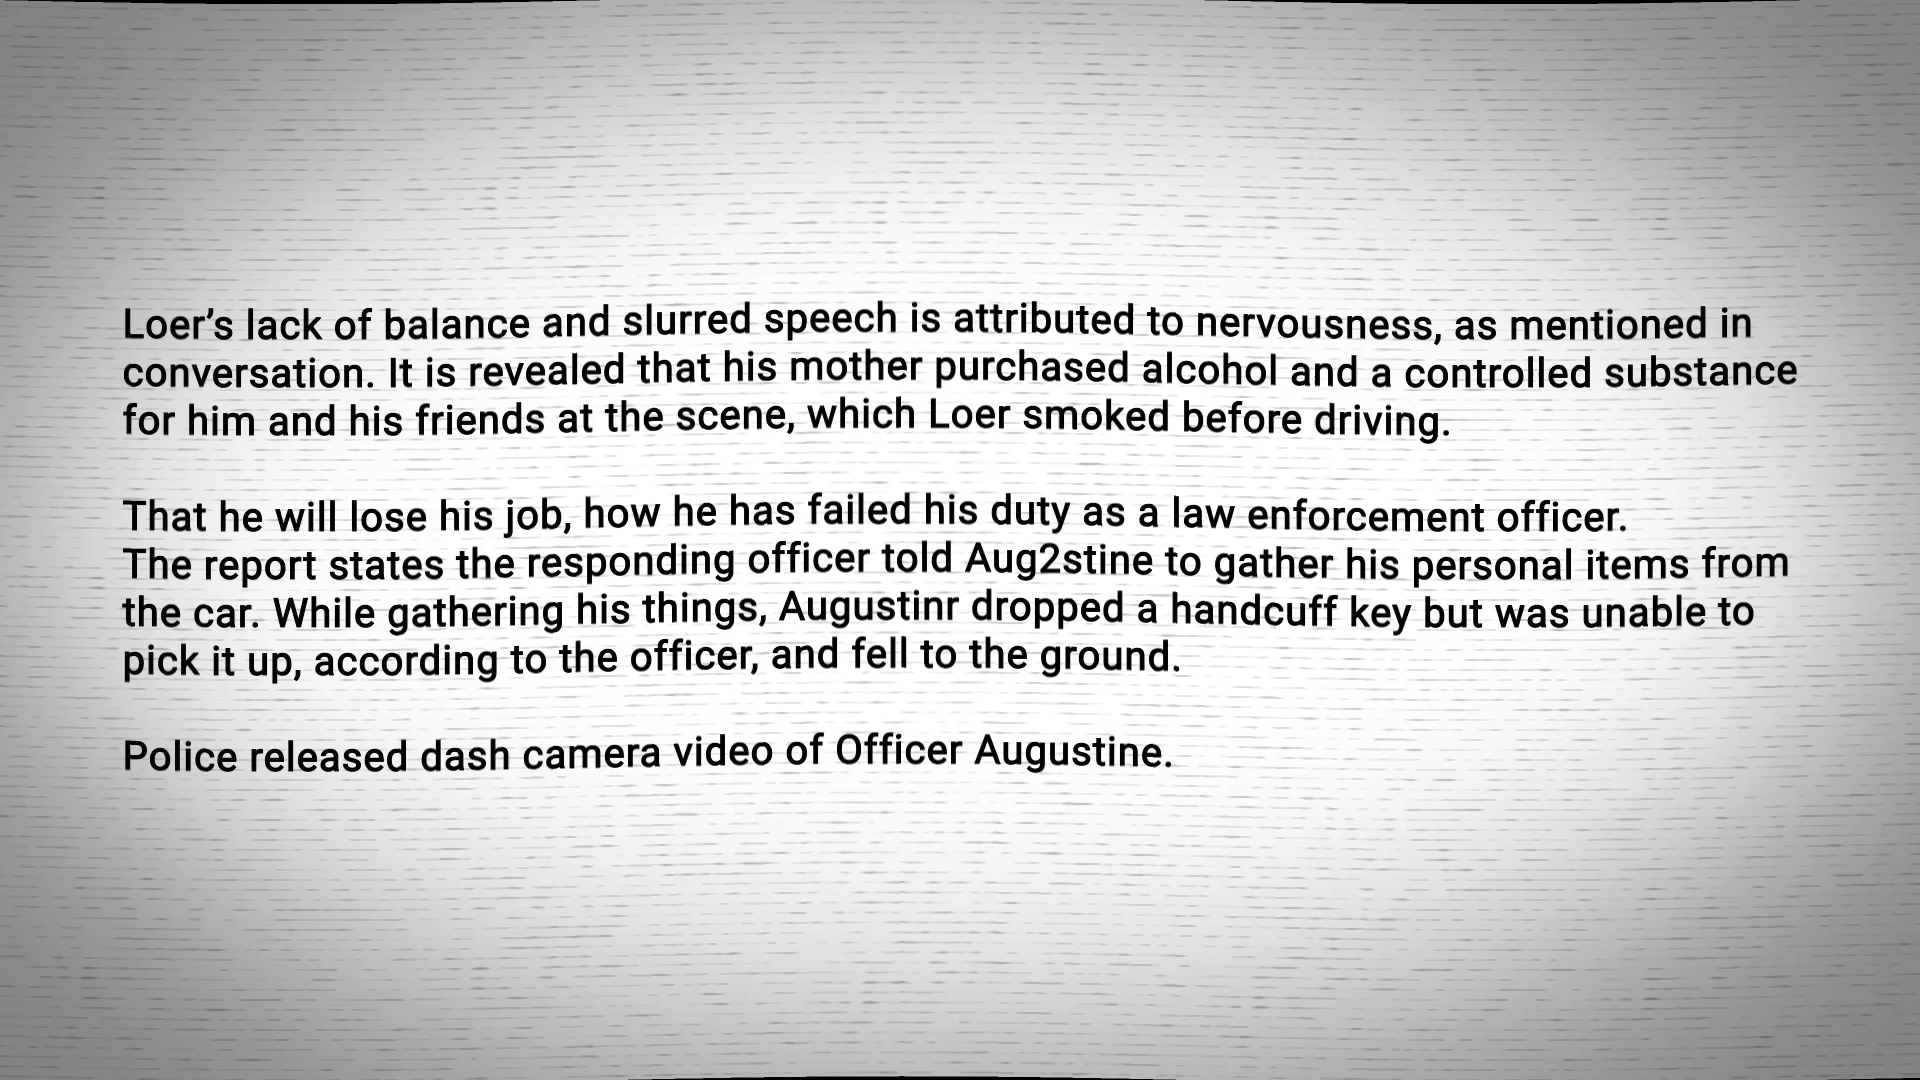 Loer’s lack of balance and slurred speech is attributed to nervousness, as mentioned in
conversation. It is revealed that his mother purchased alcohol and a controlled substance
for him and his friends at the scene, which Loer smoked before driving.
That he will lose his job, how he has failed his duty as a law enforcement officer.
The report states the responding officer told Aug2stine to gather his personal items from
the car. While gathering his things, Augustinr dropped a handcuff key but was unable to
pick it up, according to the officer, and fell to the ground.
Police released dash camera video of Officer Augustine.